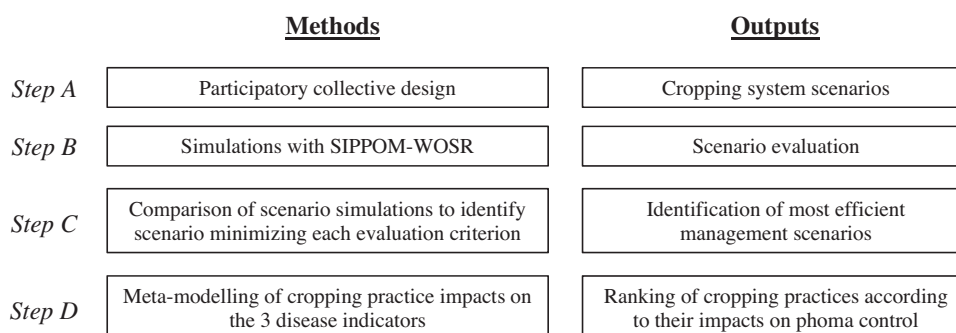 Methods Outputs
Step A Participatory collective design Cropping system scenarios
Step B Simulations with SIPPOM-WOSR Scenario evaluation
Step C Comparison of scenario simulations to identify scenario minimizing each evaluation criterion Identification of most efficient management scenarios
Step D Meta-modelling of cropping practice impacts on the 3 disease indicators Ranking of cropping practices according to their impacts on phoma control